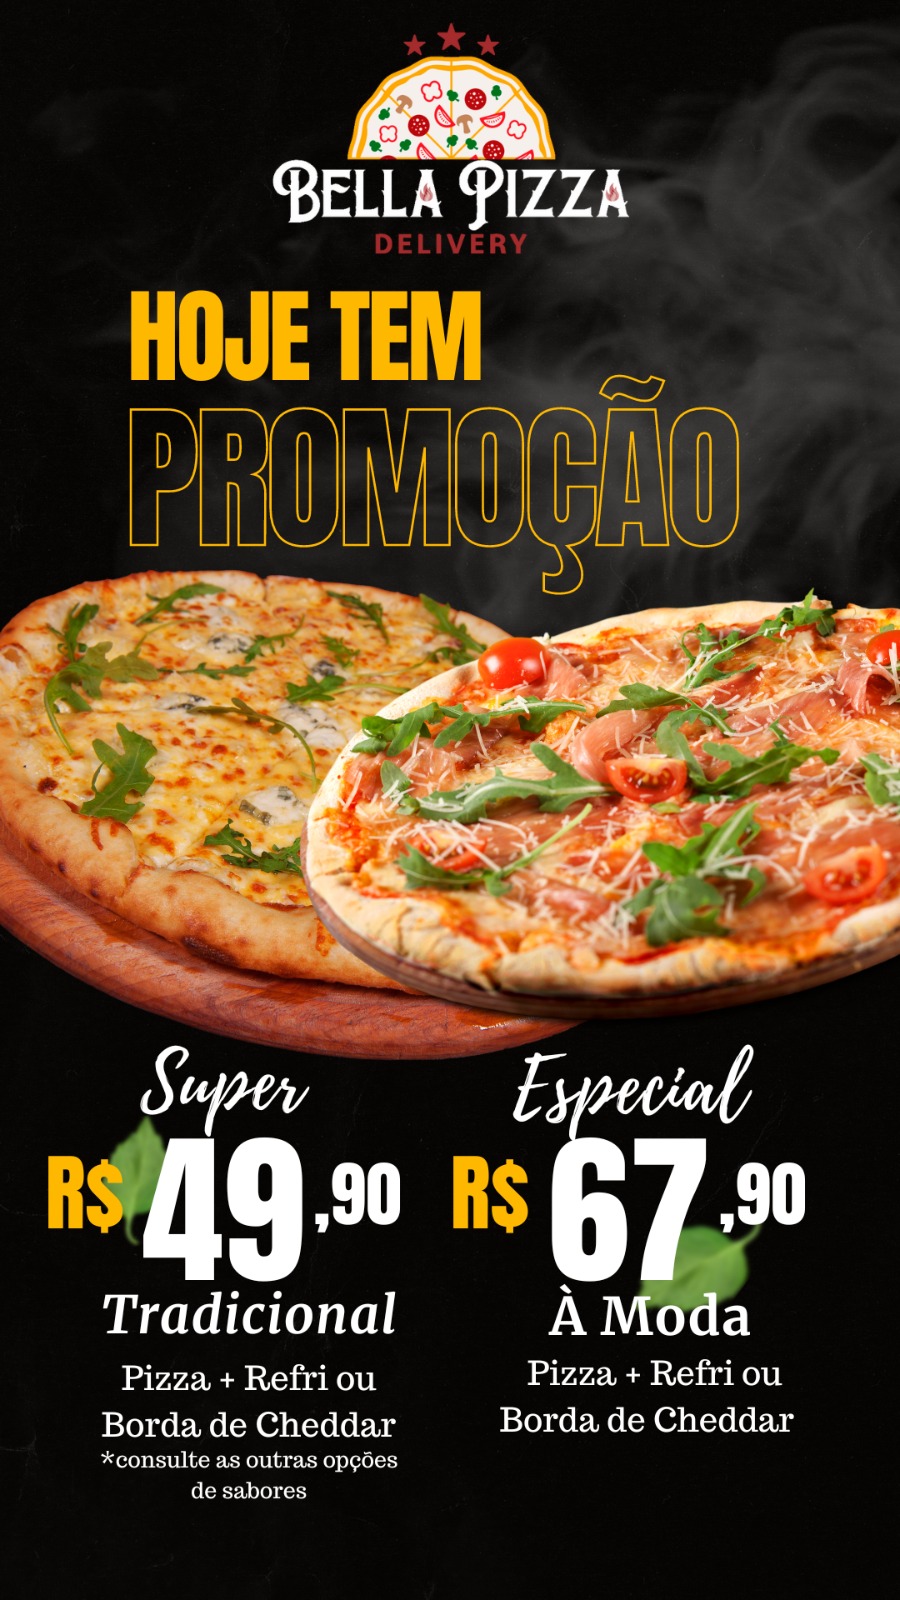 BELLA PIZZA
DELIVERY
HOJE TEM
PROMOÇÃO
Super
R$ 49,90
Tradicional
Pizza + Refri ou
Borda de Cheddar
*consulte as outras opções
de sabores
Especial
R$ 67,90
À Moda
Pizza + Refri ou
Borda de Cheddar